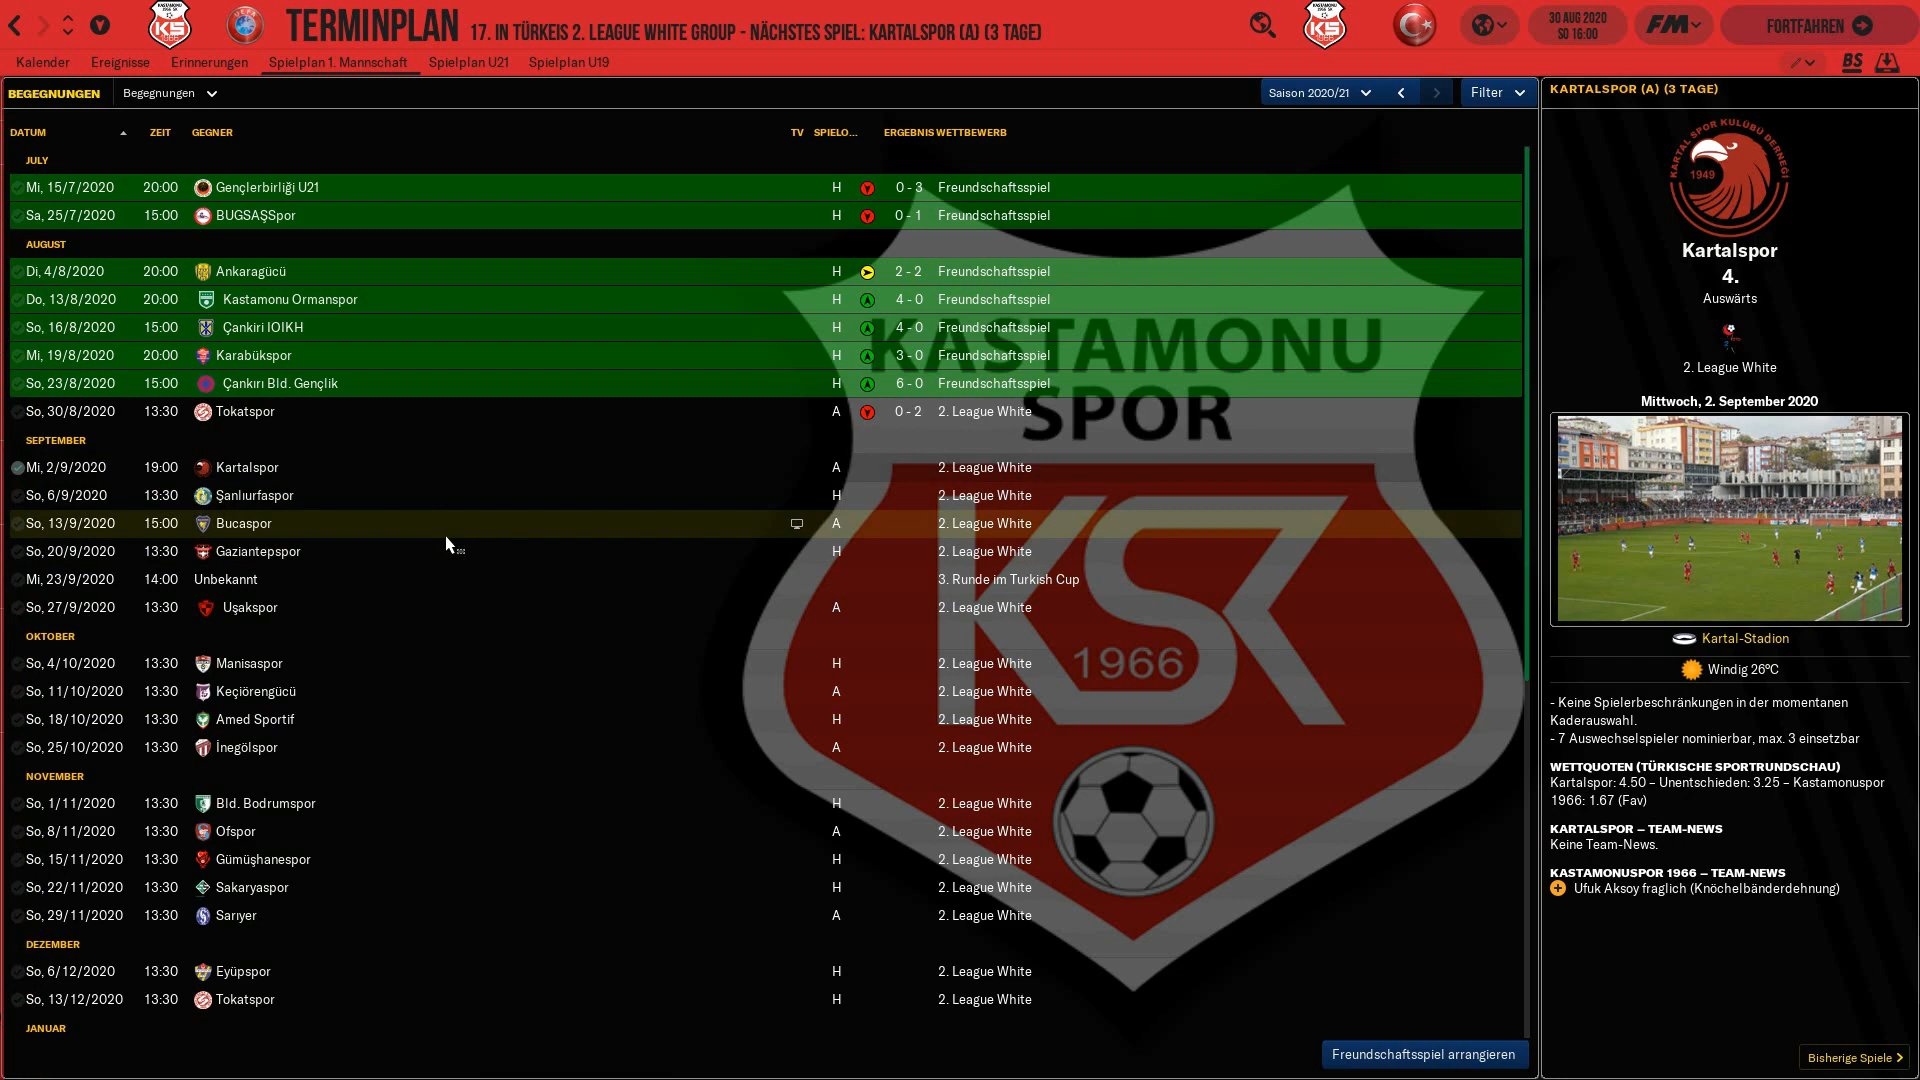 TERMINPLAN
17. IN TÜRKEIS 2. LEAGUE WHITE GROUP - NÄCHSTES SPIEL: KARTALSPOR (A) (3 TAGE)
30 AUG 2020
SO 16:00
FM
FORTFAHREN
Kalender Ereignisse Erinnerungen Spielplan 1. Mannschaft Spielplan U21 Spielplan U19
BS
BEGEGNUNGEN
Begegnungen
Saison 2020/21
Filter
DATUM ZEIT GEGNER TV SPIELO... ERGEBNIS WETTBEWERB
JULY
Mi, 15/7/2020 20:00 Gençlerbirliği U21 H 0 - 3 Freundschaftsspiel
Sa, 25/7/2020 15:00 BUGSAŞSpor H 0 - 1 Freundschaftsspiel
AUGUST
Di, 4/8/2020 20:00 Ankaragücü H 2 - 2 Freundschaftsspiel
Do, 13/8/2020 20:00 Kastamonu Ormanspor H 4 - 0 Freundschaftsspiel
So, 16/8/2020 15:00 Çankiri IOIKH H 4 - 0 Freundschaftsspiel
Mi, 19/8/2020 20:00 Karabükspor H 3 - 0 Freundschaftsspiel
So, 23/8/2020 15:00 Çankırı Bld. Gençlik H 6 - 0 Freundschaftsspiel
So, 30/8/2020 13:30 Tokatspor A 0 - 2 2. League White
SEPTEMBER
Mi, 2/9/2020 19:00 Kartalspor A 2. League White
So, 6/9/2020 13:30 Şanlıurfaspor H 2. League White
So, 13/9/2020 15:00 Bucaspor A 2. League White
So, 20/9/2020 13:30 Gaziantepspor H 2. League White
Mi, 23/9/2020 14:00 Unbekannt 3. Runde im Turkish Cup
So, 27/9/2020 13:30 Uşakspor A 2. League White
OKTOBER
So, 4/10/2020 13:30 Manisaspor H 2. League White
So, 11/10/2020 13:30 Keçiörengücü A 2. League White
So, 18/10/2020 13:30 Amed Sportif H 2. League White
So, 25/10/2020 13:30 İnegölspor A 2. League White
NOVEMBER
So, 1/11/2020 13:30 Bld. Bodrumspor H 2. League White
So, 8/11/2020 13:30 Ofspor A 2. League White
So, 15/11/2020 13:30 Gümüşhanespor H 2. League White
So, 22/11/2020 13:30 Sakaryaspor H 2. League White
So, 29/11/2020 13:30 Sarıyer A 2. League White
DEZEMBER
So, 6/12/2020 13:30 Eyüpspor H 2. League White
So, 13/12/2020 13:30 Tokatspor H 2. League White
JANUAR
KASTAMONU
SPOR
KSK
1966
Freundschaftsspiel arrangieren
KARTALSPOR (A) (3 TAGE)
KARTAL SPOR KULÜBÜ DERNEĞİ
1949
Kartalspor
4.
Auswärts
2. League White
Mittwoch, 2. September 2020
Kartal-Stadion
Windig 26°C
- Keine Spielerbeschränkungen in der momentanen
Kaderauswahl.
- 7 Auswechselspieler nominierbar, max. 3 einsetzbar
WETTQUOTEN (TÜRKISCHE SPORTRUNDSCHAU)
Kartalspor: 4.50 – Unentschieden: 3.25 – Kastamonuspor
1966: 1.67 (Fav)
KARTALSPOR – TEAM-NEWS
Keine Team-News.
KASTAMONUSPOR 1966 – TEAM-NEWS
Ufuk Aksoy fraglich (Knöchelbänderdehnung)
Bisherige Spiele